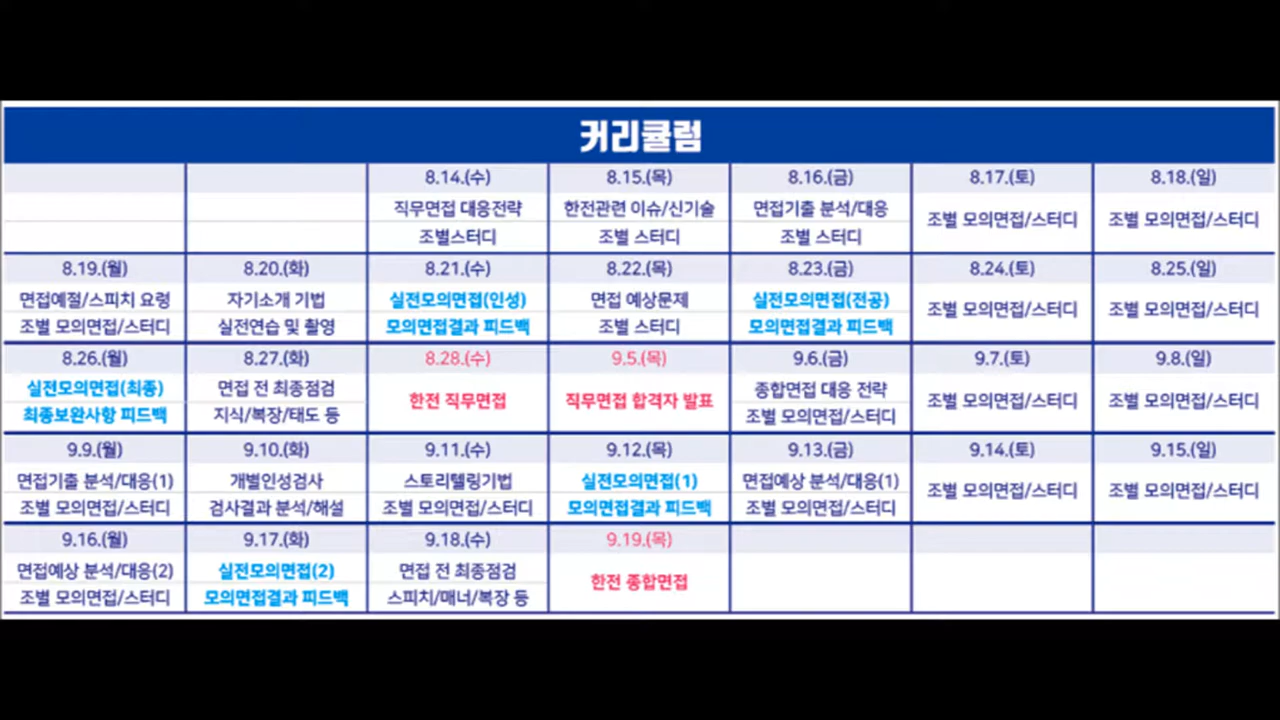 커리큘럼
8.14.(수) 8.15.(목) 8.16.(금) 8.17.(토) 8.18.(일)
직무면접 대응전략 한전관련 이슈/신기술 면접기출 분석/대응 조별 모의면접/스터디 조별 모의면접/스터디
조별스터디 조별 스터디 조별 스터디
8.19.(월) 8.20.(화) 8.21.(수) 8.22.(목) 8.23.(금) 8.24.(토) 8.25.(일)
면접예절/스피치 요령 자기소개 기법 실전모의면접(인성) 면접 예상문제 실전모의면접(전공) 조별 모의면접/스터디 조별 모의면접/스터디
조별 모의면접/스터디 실전연습 및 촬영 모의면접결과 피드백 조별 스터디 모의면접결과 피드백
8.26.(월) 8.27.(화) 8.28.(수) 9.5.(목) 9.6.(금) 9.7.(토) 9.8.(일)
실전모의면접(최종) 면접 전 최종점검 한전 직무면접 직무면접 합격자 발표 종합면접 대응 전략 조별 모의면접/스터디 조별 모의면접/스터디
최종보완사항 피드백 지식/복장/태도 등 조별 모의면접/스터디
9.9.(월) 9.10.(화) 9.11.(수) 9.12.(목) 9.13.(금) 9.14.(토) 9.15.(일)
면접기출 분석/대응(1) 개별인성검사 스토리텔링기법 실전모의면접(1) 면접예상 분석/대응(1) 조별 모의면접/스터디 조별 모의면접/스터디
조별 모의면접/스터디 검사결과 분석/해설 조별 모의면접/스터디 모의면접결과 피드백 조별 모의면접/스터디
9.16.(월) 9.17.(화) 9.18.(수) 9.19.(목)
면접예상 분석/대응(2) 실전모의면접(2) 면접 전 최종점검 한전 종합면접
조별 모의면접/스터디 모의면접결과 피드백 스피치/매너/복장 등